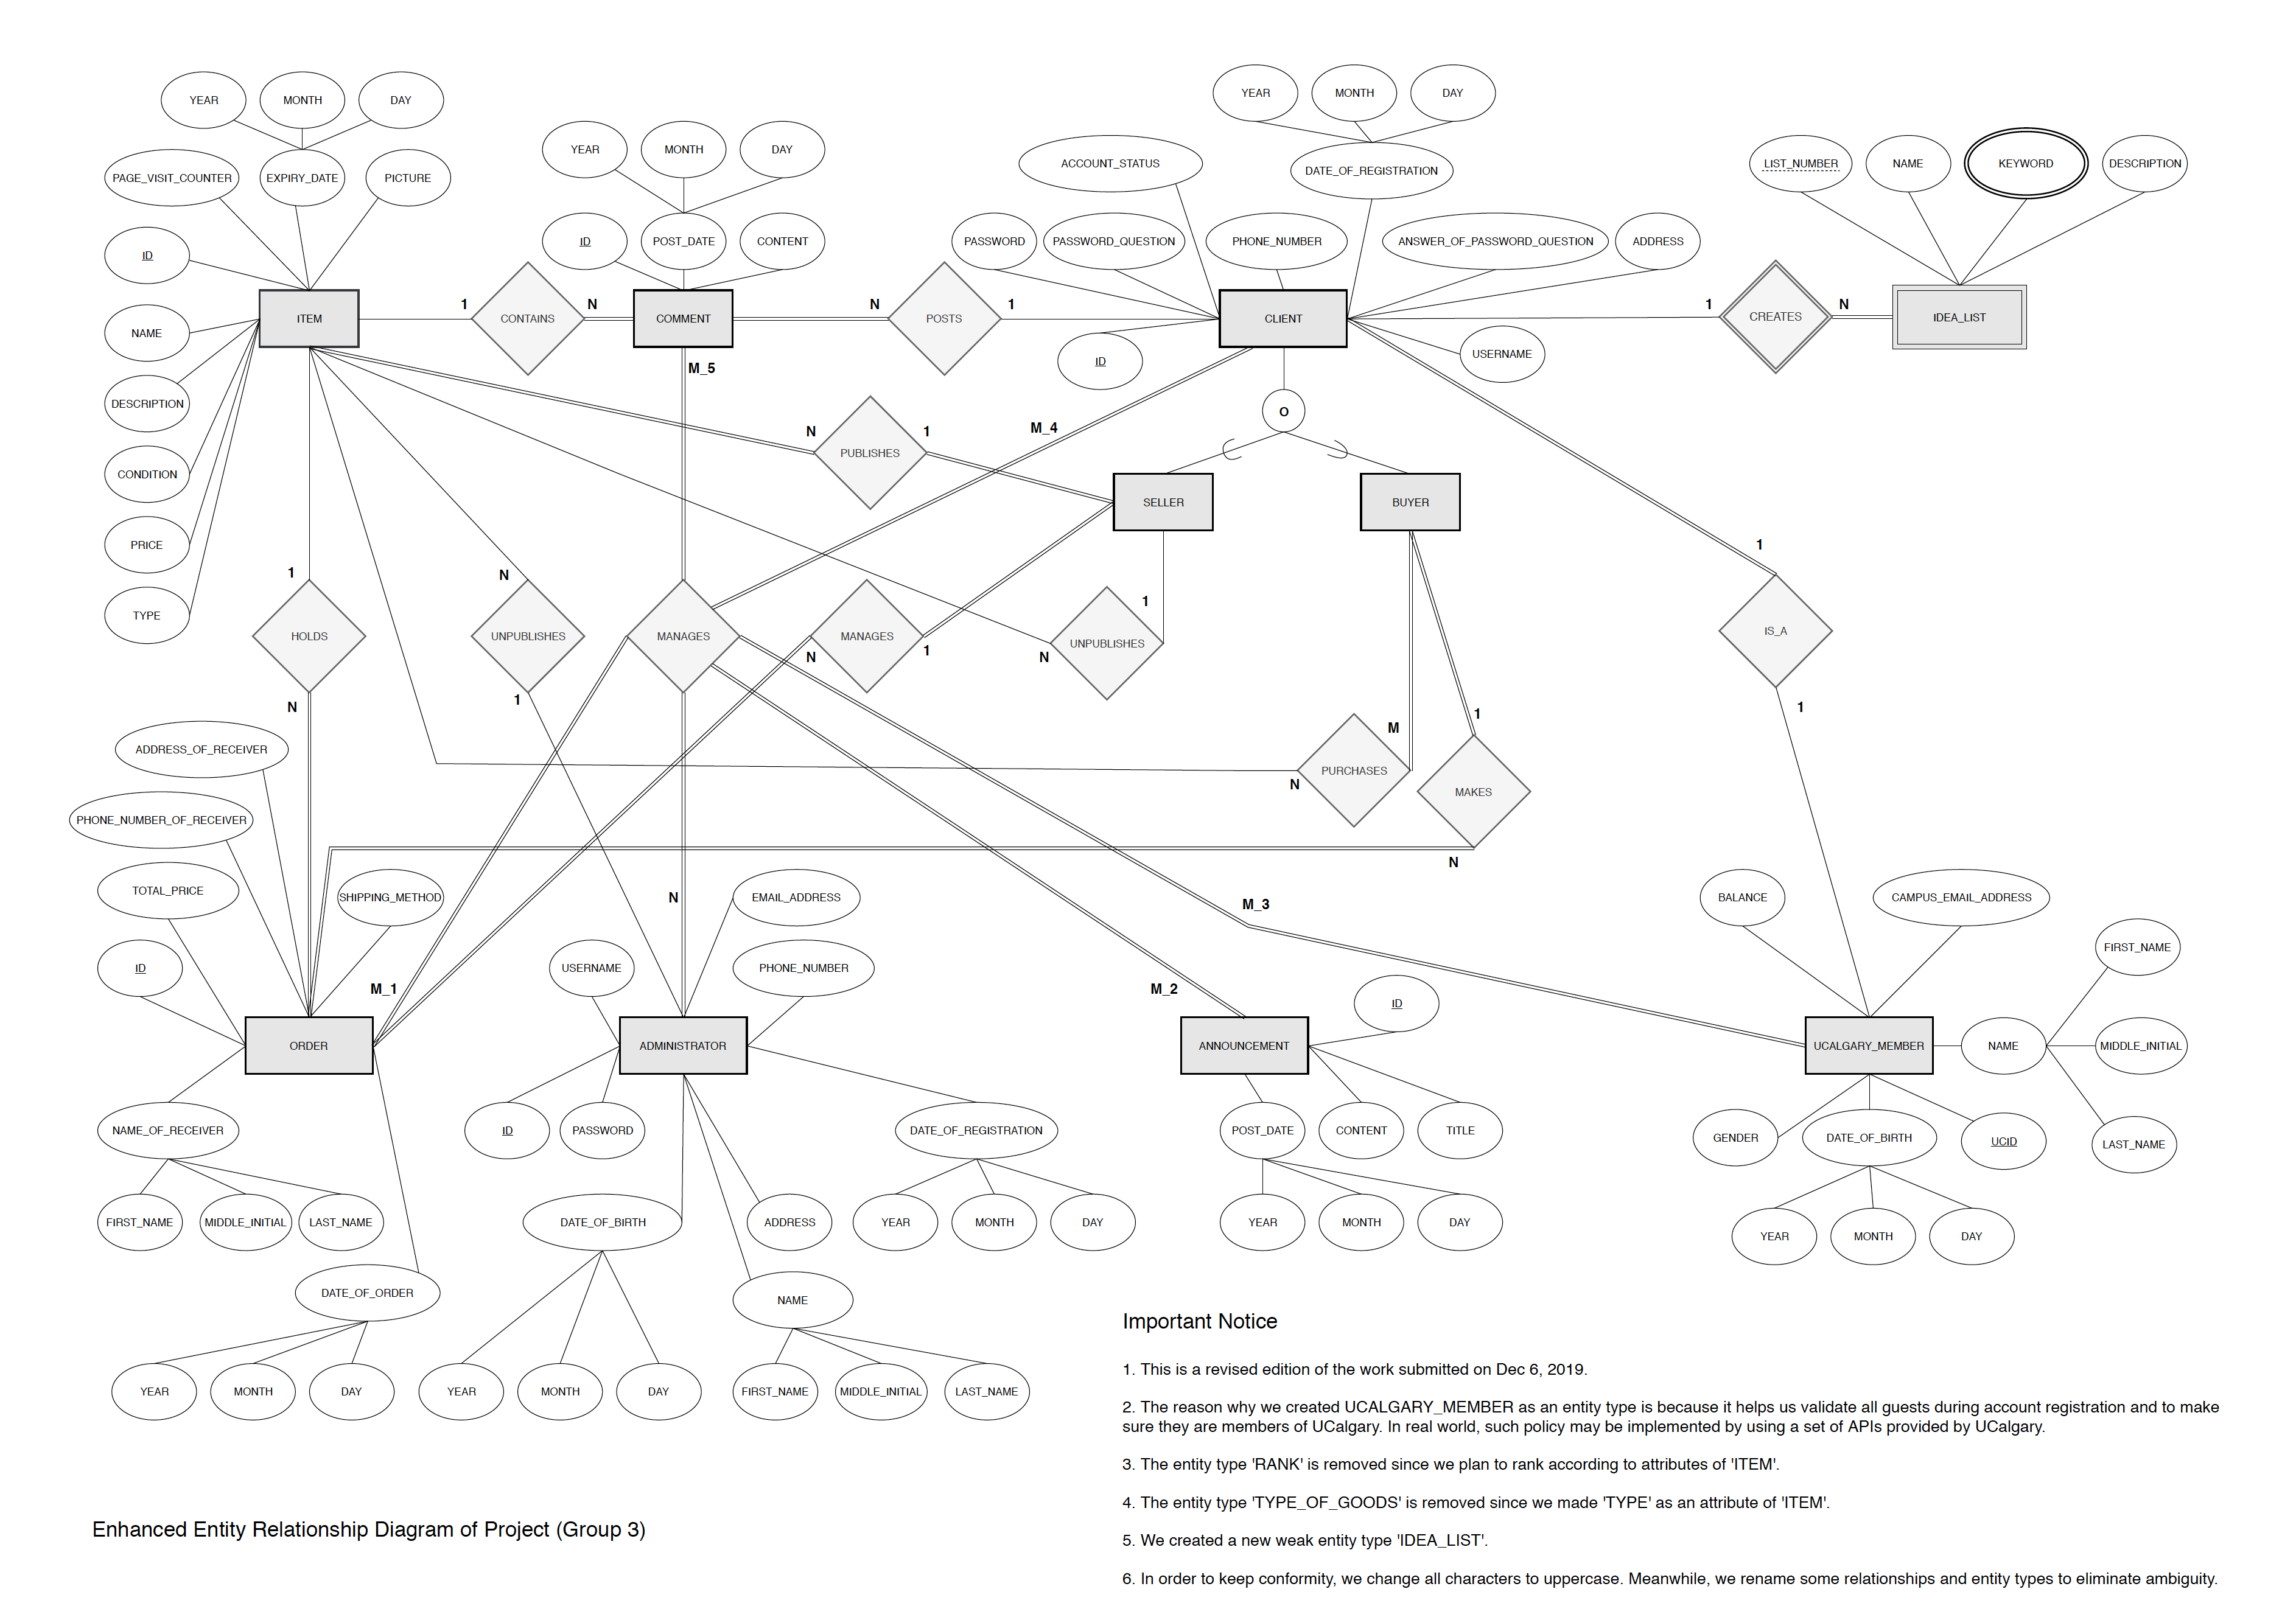 YEAR
MONTH
DAY
YEAR
MONTH
DAY
YEAR
MONTH
DAY
ACCOUNT_STATUS
DATE_OF_REGISTRATION
LIST_NUMBER
NAME
KEYWORD
DESCRIPTION
PAGE_VISIT_COUNTER
EXPIRY_DATE
PICTURE
ID
ID
POST_DATE
CONTENT
PASSWORD
PASSWORD_QUESTION
PHONE_NUMBER
ANSWER_OF_PASSWORD_QUESTION
ADDRESS
ITEM
1
CONTAINS
N
COMMENT
N
POSTS
1
CLIENT
1
CREATES
N
IDEA_LIST
NAME
M_5
ID
USERNAME
DESCRIPTION
O
N
1
M_4
PUBLISHES
CONDITION
SELLER
BUYER
PRICE
1
1
N
1
TYPE
HOLDS
UNPUBLISHES
MANAGES
MANAGES
UNPUBLISHES
IS_A
N
1
N
N
1
1
M
1
ADDRESS_OF_RECEIVER
PURCHASES
N
MAKES
PHONE_NUMBER_OF_RECEIVER
N
TOTAL_PRICE
SHIPPING_METHOD
N
EMAIL_ADDRESS
M_3
BALANCE
CAMPUS_EMAIL_ADDRESS
FIRST_NAME
ID
M_1
USERNAME
PHONE_NUMBER
M_2
ID
ORDER
ADMINISTRATOR
ANNOUNCEMENT
UCALGARY_MEMBER
NAME
MIDDLE_INITIAL
NAME_OF_RECEIVER
ID
PASSWORD
DATE_OF_REGISTRATION
POST_DATE
CONTENT
TITLE
GENDER
DATE_OF_BIRTH
UCID
LAST_NAME
FIRST_NAME
MIDDLE_INITIAL
LAST_NAME
DATE_OF_BIRTH
ADDRESS
YEAR
MONTH
DAY
YEAR
MONTH
DAY
YEAR
MONTH
DAY
DATE_OF_ORDER
NAME
YEAR
MONTH
DAY
YEAR
MONTH
DAY
FIRST_NAME
MIDDLE_INITIAL
LAST_NAME
Important Notice
1. This is a revised edition of the work submitted on Dec 6, 2019.
2. The reason why we created UCALGARY_MEMBER as an entity type is because it helps us validate all guests during account registration and to make
sure they are members of UCalgary. In real world, such policy may be implemented by using a set of APIs provided by UCalgary.
3. The entity type 'RANK' is removed since we plan to rank according to attributes of 'ITEM'.
4. The entity type 'TYPE_OF_GOODS' is removed since we made 'TYPE' as an attribute of 'ITEM'.
5. We created a new weak entity type 'IDEA_LIST'.
6. In order to keep conformity, we change all characters to uppercase. Meanwhile, we rename some relationships and entity types to eliminate ambiguity.
Enhanced Entity Relationship Diagram of Project (Group 3)